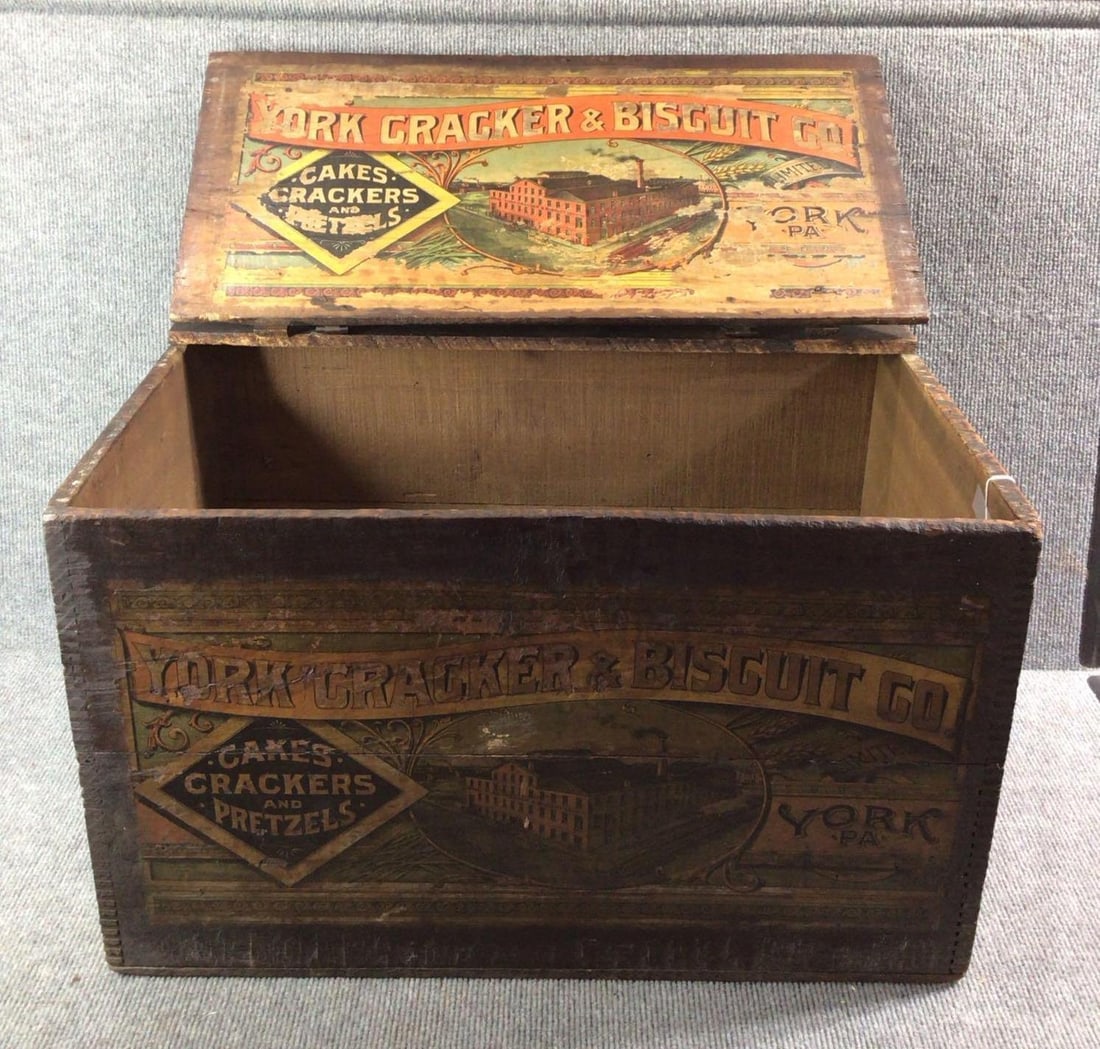 YORK CRACKER & BISCUIT CO
LIMITED
CAKES
CRACKERS
AND
PRETZELS
YORK
PA
YORK CRACKER & BISCUIT CO
CAKES
CRACKERS
AND
PRETZELS
YORK
PA